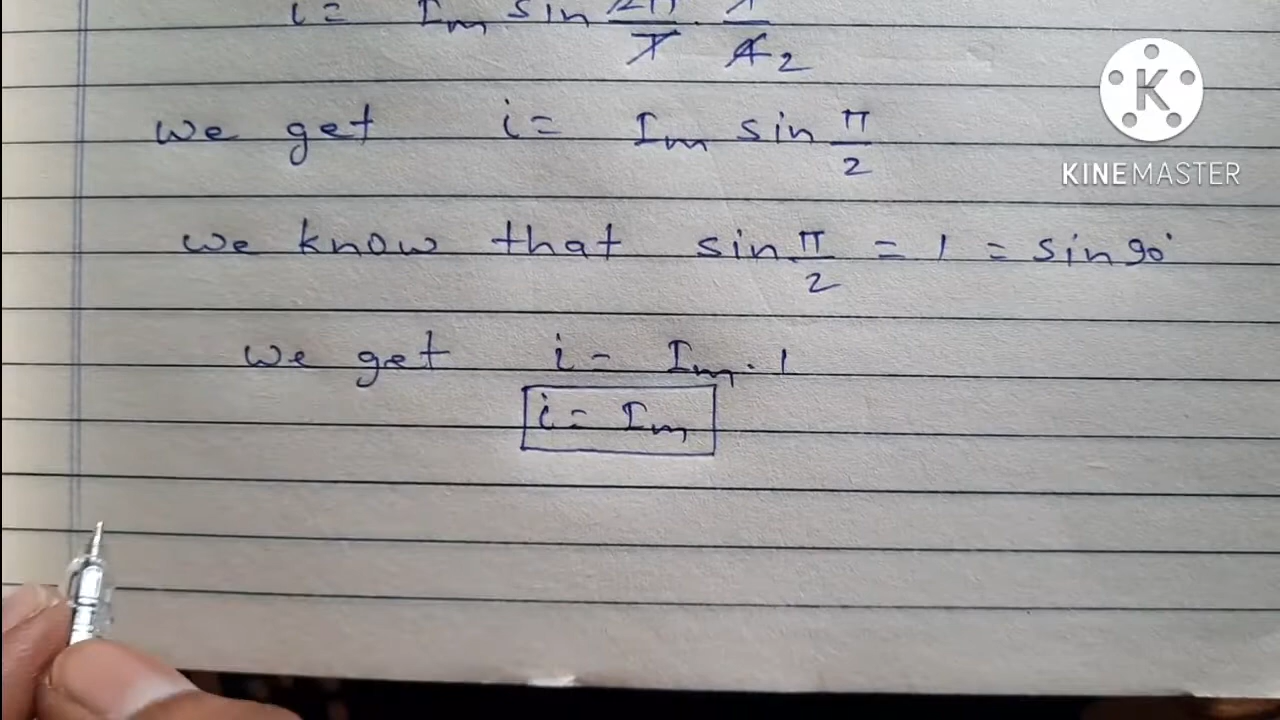 i = Im sin 2π/T · T/4 2
we get i = Im sin π/2
we know that sin π/2 = 1 = sin 90°
we get i = Im · 1
i = Im
K
KINEMASTER